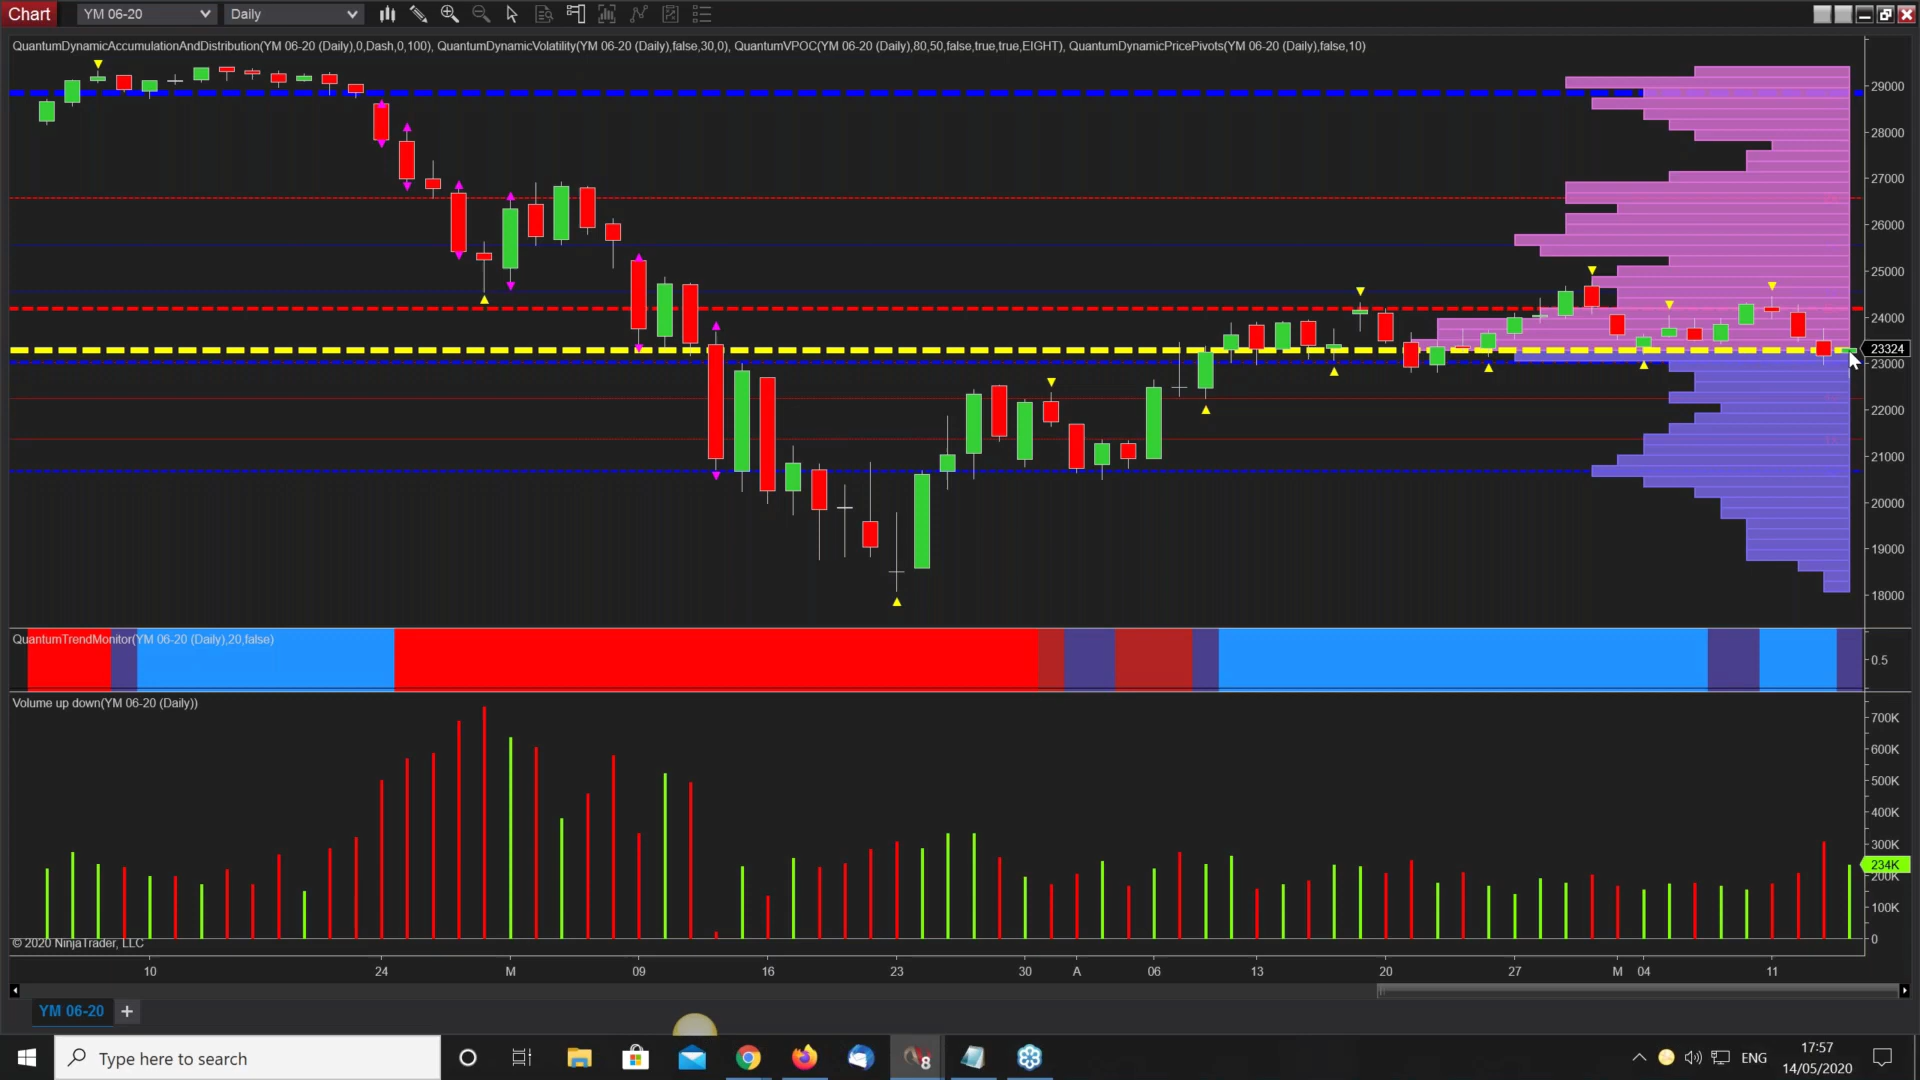 Chart YM 06-20 Daily
QuantumDynamicAccumulationAndDistribution(YM 06-20 (Daily),0,Dash,0,100), QuantumDynamicVolatility(YM 06-20 (Daily),false,30,0), QuantumVPOC(YM 06-20 (Daily),80,50,false,true,true,EIGHT), QuantumDynamicPricePivots(YM 06-20 (Daily),false,10)
29000
28000
27000
26000
25000
24000
23324
23000
22000
21000
20000
19000
18000
QuantumTrendMonitor(YM 06-20 (Daily),20,false)
0.5
Volume up down(YM 06-20 (Daily))
700K
600K
500K
400K
300K
234K
200K
100K
0
© 2020 NinjaTrader, LLC
10 24 M 09 16 23 30 A 06 13 20 27 M 04 11
YM 06-20 +
Type here to search
8
ENG
17:57
14/05/2020